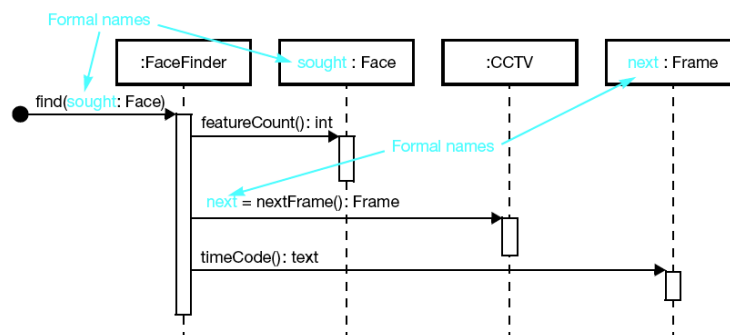 Formal names
:FaceFinder
sought : Face
:CCTV
next : Frame
find(sought: Face)
featureCount(): int
Formal names
next = nextFrame(): Frame
timeCode(): text